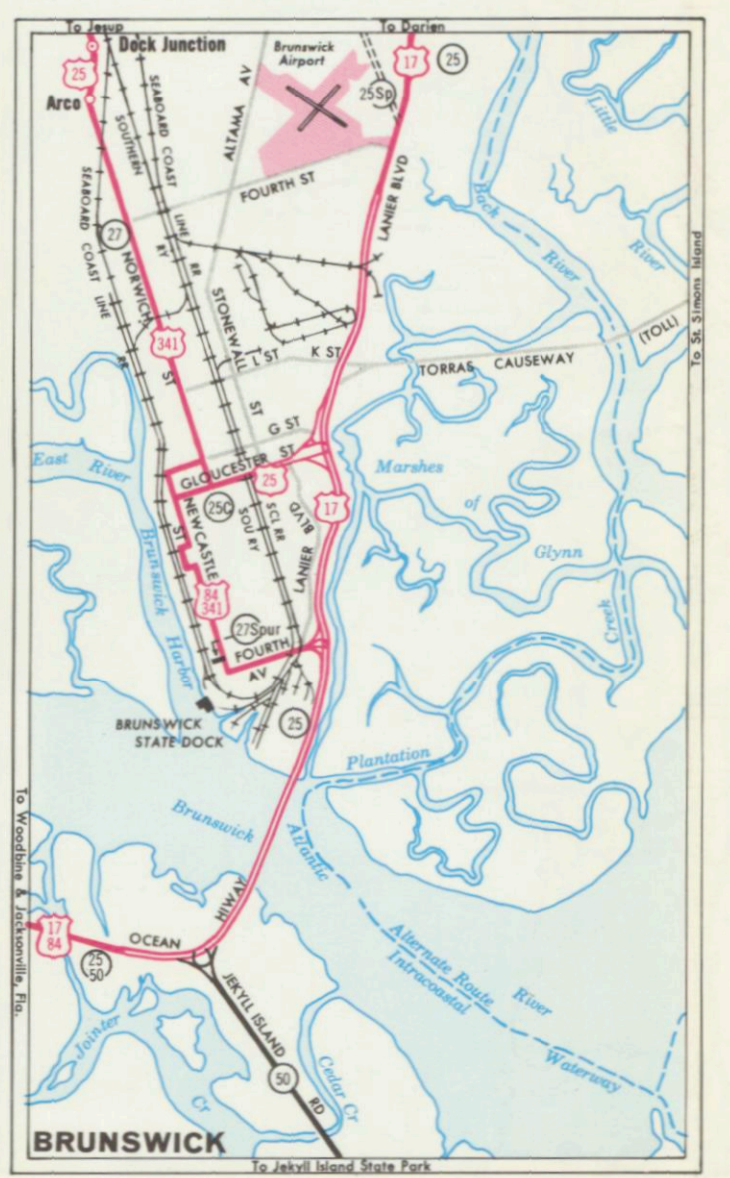 To Jesup
To Darien
Dock Junction
Brunswick
Airport
17
25
25
25Sp
Arco
SEABOARD COAST
LINE
RR
SOUTHERN
RY
ALTAMA AV
FOURTH ST
LANIER BLVD
Little
River
Back
River
SEABOARD COAST LINE
RR
27
NORWICH
ST
341
STONEWALL
ST
L ST
K ST
TORRAS CAUSEWAY
(TOLL)
To St. Simons Island
G ST
GLOUCESTER ST
25
25C
17
East River
Marshes
of
Glynn
NEWCASTLE
ST
SCL RR
SOU RY
LANIER
BLVD
Brunswick
Harbor
84
341
27Spur
FOURTH
AV
Creek
25
BRUNSWICK
STATE DOCK
Plantation
Brunswick
River
Atlantic
Intracoastal
Waterway
Alternate Route
To Woodbine & Jacksonville, Fla.
17
84
25
50
OCEAN
HIWAY
JEKYLL ISLAND
RD
50
Jointer
Cr
Cedar Cr
BRUNSWICK
To Jekyll Island State Park